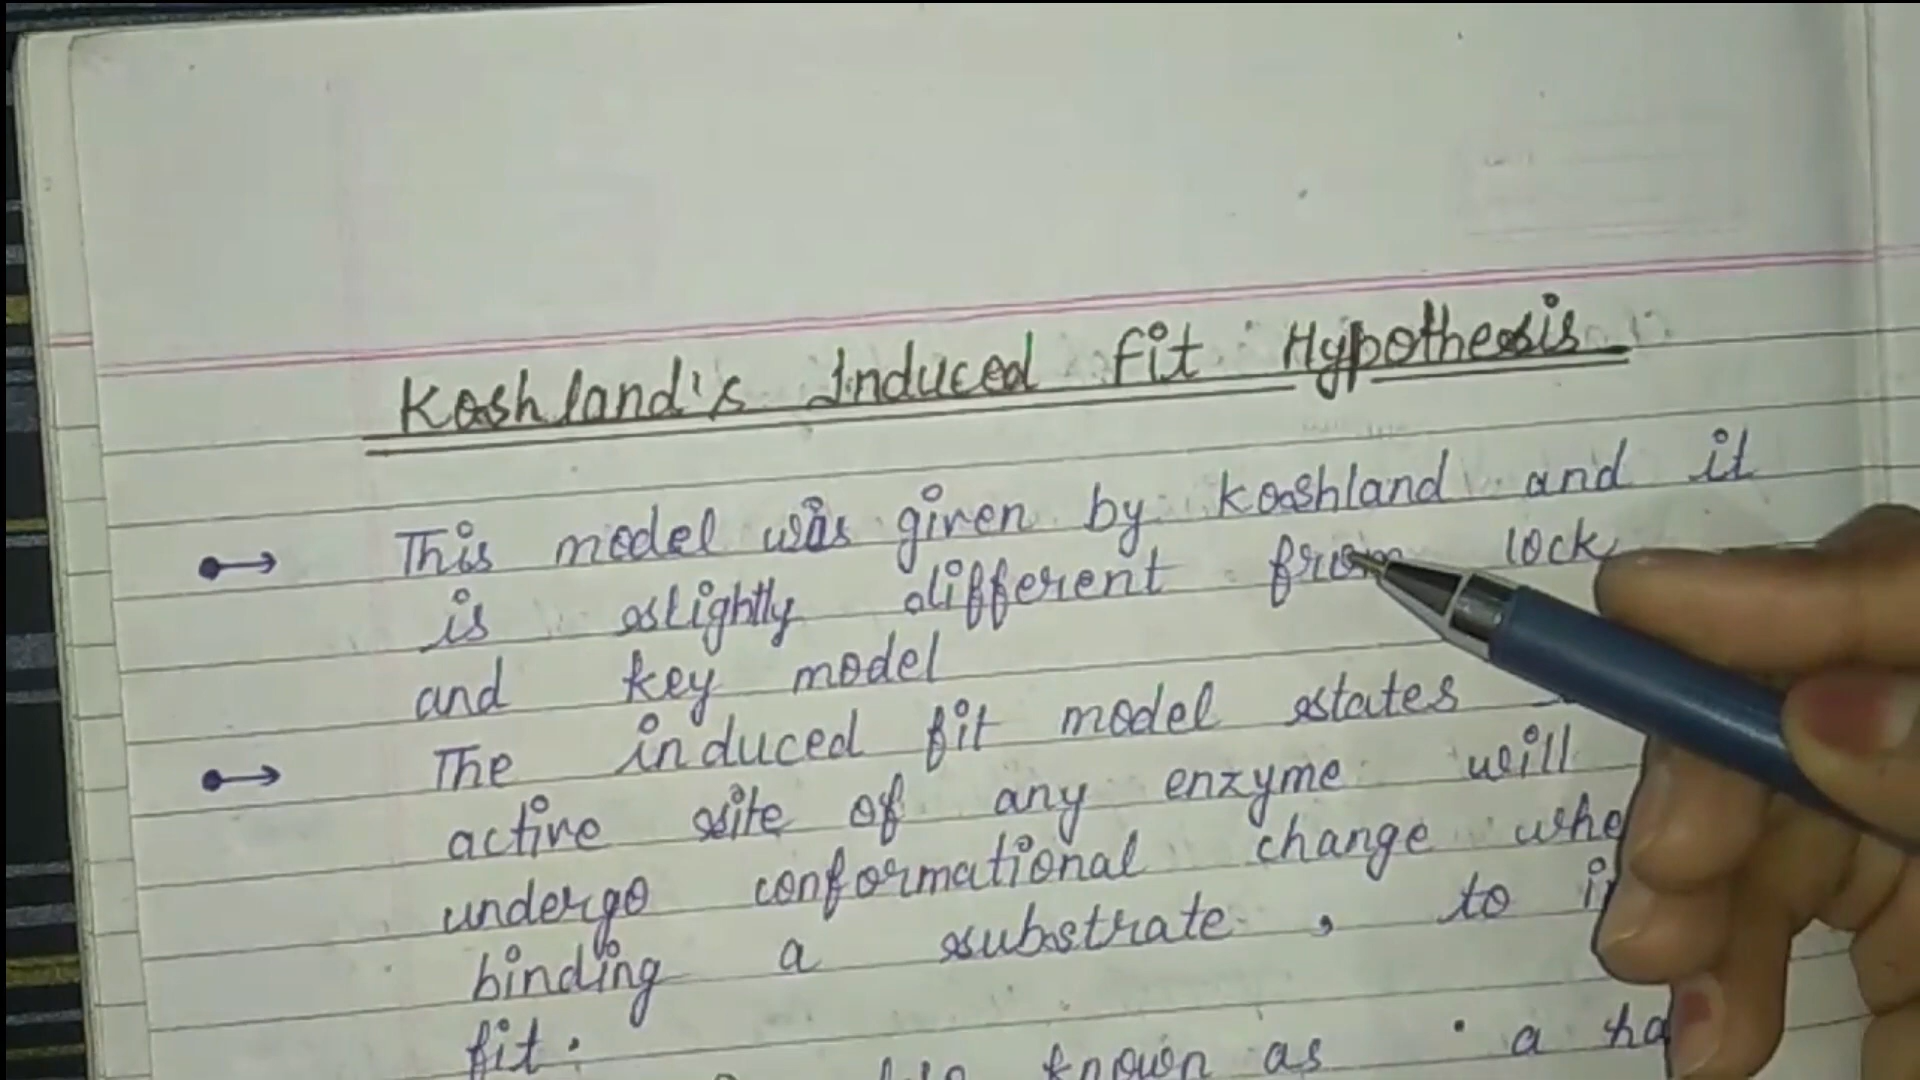 Koshland's Induced Fit Hypothesis
This model was given by Koshland and it
is slightly different from lock
and key model
The induced fit model states
active site of any enzyme will
undergo conformational change
binding a substrate , to
fit .
known as a